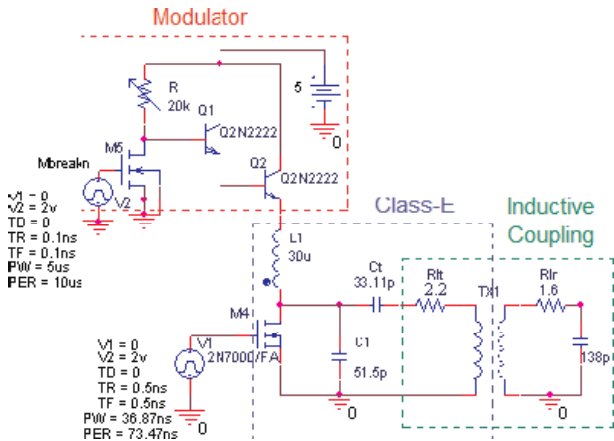 Modulator
R
20k
Q1
Q2N2222
5
0
M5
Mbreakn
Q2
Q2N2222
V2
V1 = 0
V2 = 2v
TD = 0
TR = 0.1ns
TF = 0.1ns
PW = 5us
PER = 10us
0
Class-E
Inductive
Coupling
L1
30u
Ct
33.11p
Rlt
2.2
TX1
Rlr
1.6
M4
V1
2N7000/FA
C1
51.5p
138p
V1 = 0
V2 = 2v
TD = 0
TR = 0.5ns
TF = 0.5ns
PW = 36.87ns
PER = 73.47ns
0
0
0